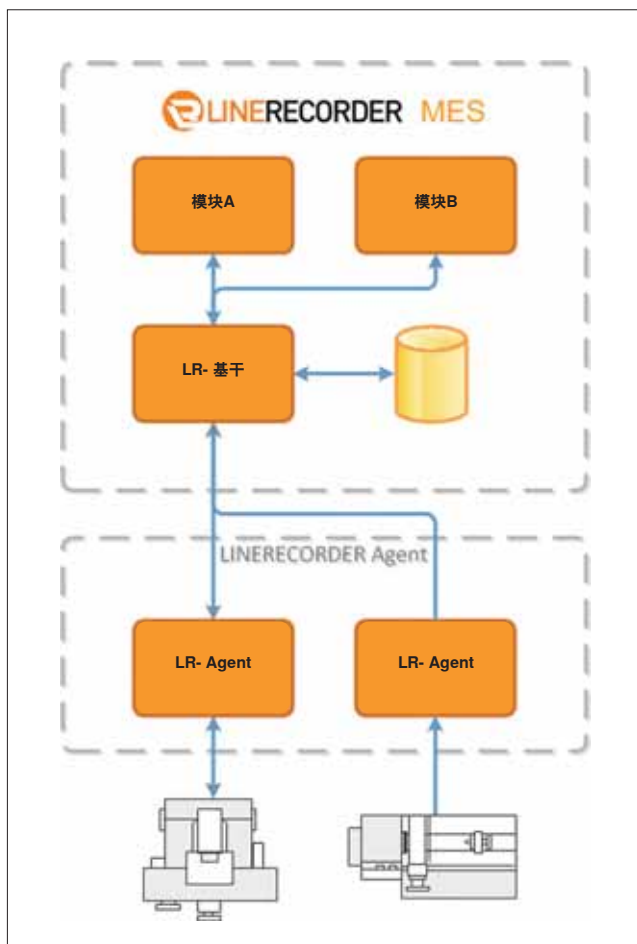 LINERECORDER MES
模块A
模块B
LR- 基干
LINERECORDER Agent
LR- Agent
LR- Agent